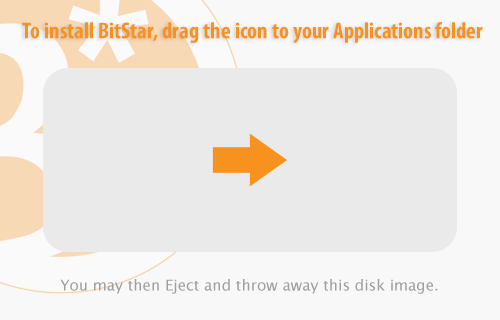 To install BitStar, drag the icon to your Applications folder
You may then Eject and throw away this disk image.